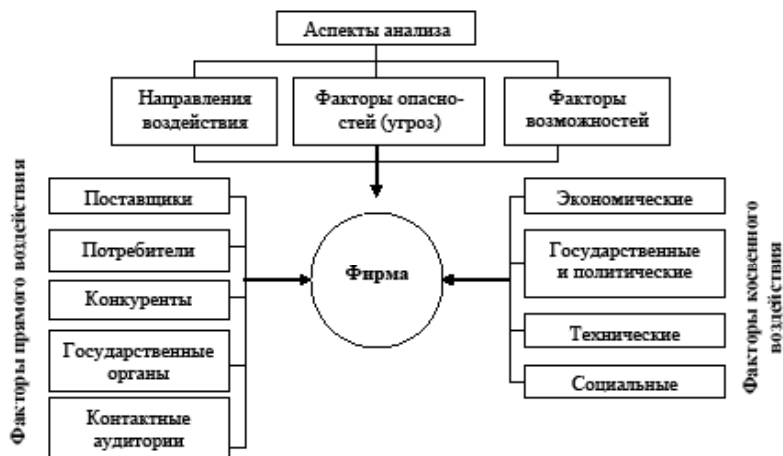 Аспекты анализа
Направления
воздействия
Факторы опасно-
стей (угроз)
Факторы
возможностей
Факторы прямого воздействия
Поставщики
Потребители
Конкуренты
Государственные
органы
Контактные
аудитории
Фирма
Экономические
Государственные
и политические
Технические
Социальные
Факторы косвенного
воздействия